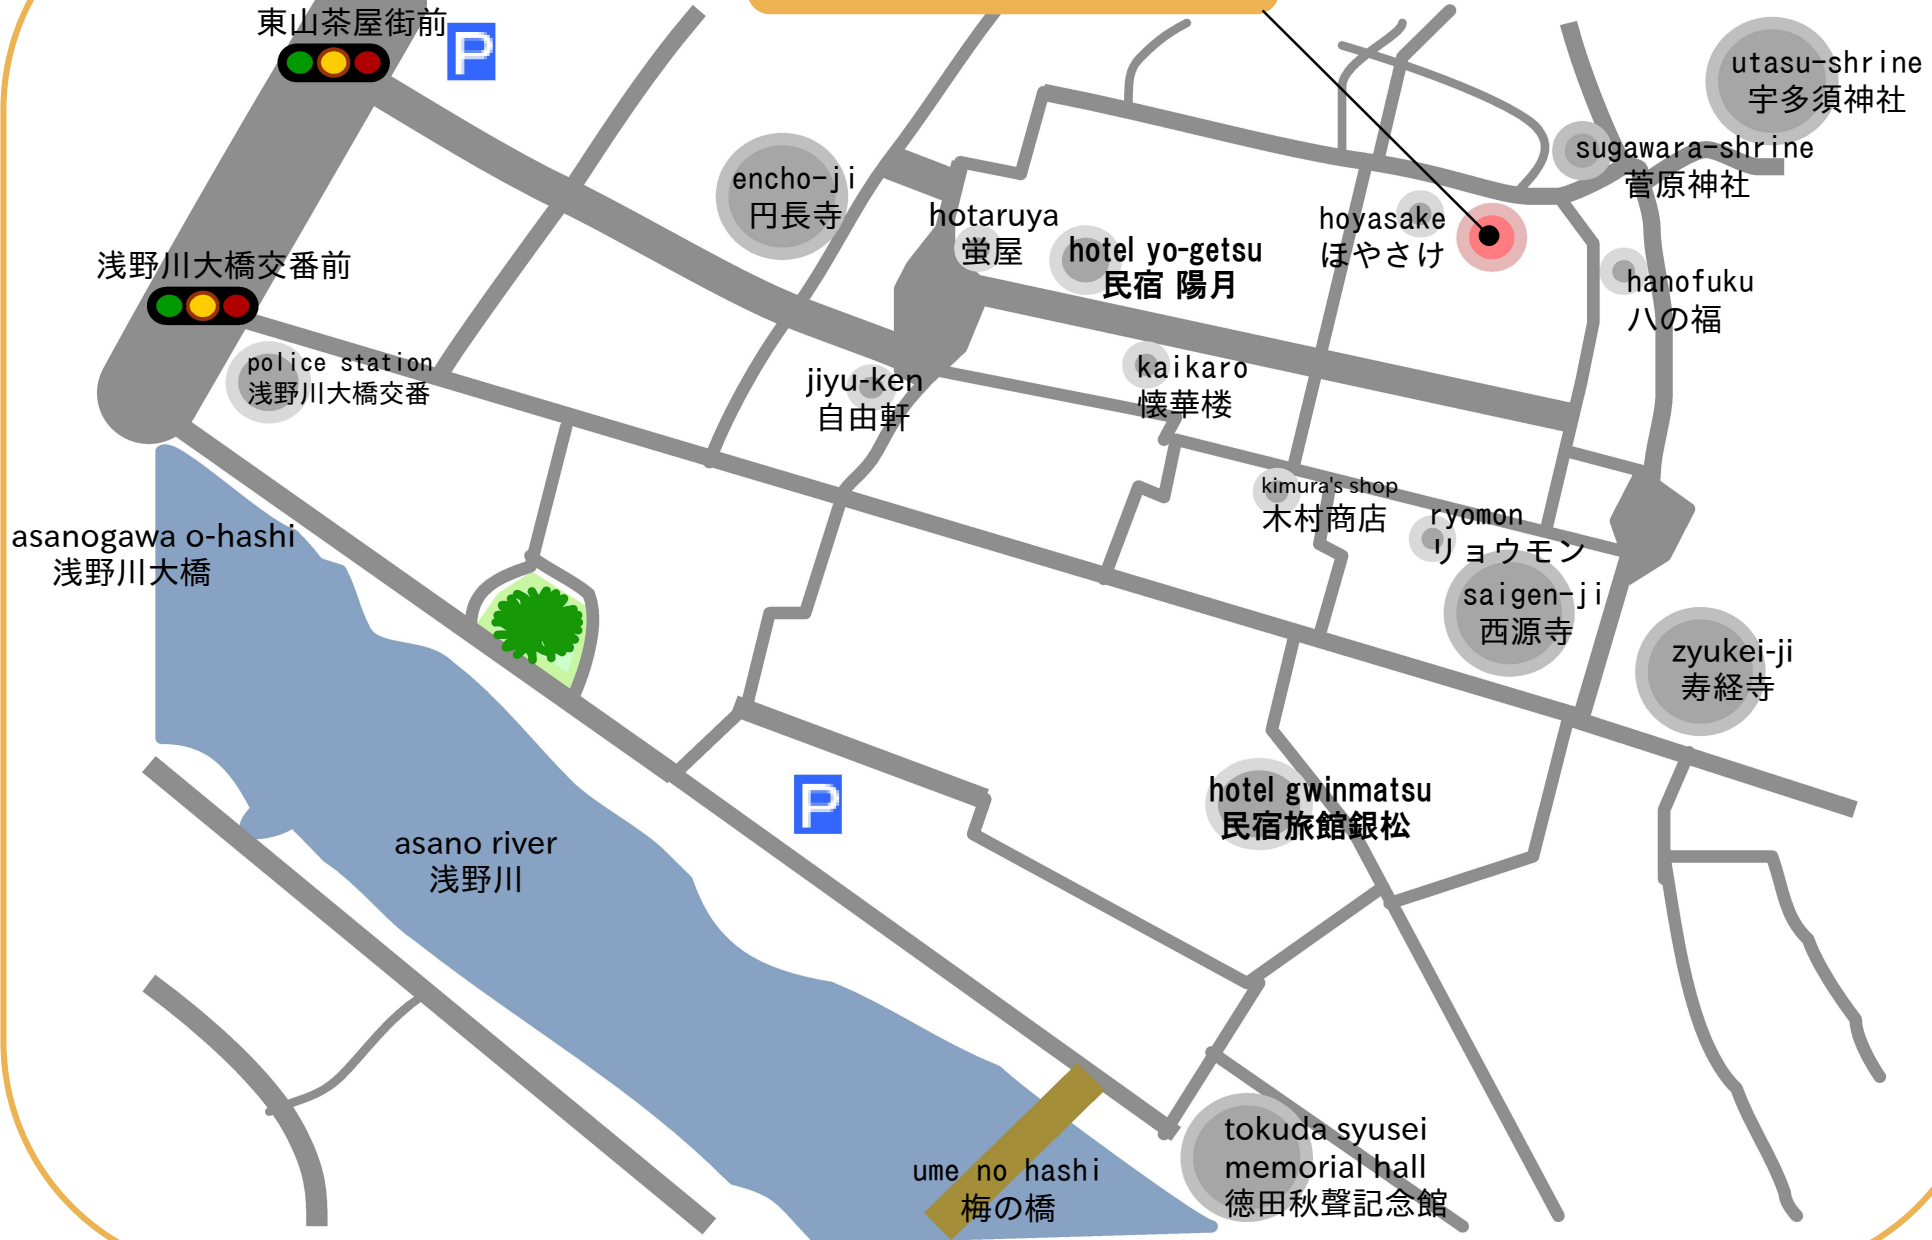 東山茶屋街前
P
utasu-shrine
宇多須神社
sugawara-shrine
菅原神社
encho-ji
円長寺
hotaruya
蛍屋
hotel yo-getsu
民宿 陽月
hoyasake
ほやさけ
浅野川大橋交番前
hanofuku
八の福
police station
浅野川大橋交番
jiyu-ken
自由軒
kaikaro
懐華楼
kimura's shop
木村商店
ryomon
リョウモン
asanogawa o-hashi
浅野川大橋
saigen-ji
西源寺
zyukei-ji
寿経寺
P
hotel gwinmatsu
民宿旅館銀松
asano river
浅野川
tokuda syusei
memorial hall
徳田秋聲記念館
ume no hashi
梅の橋